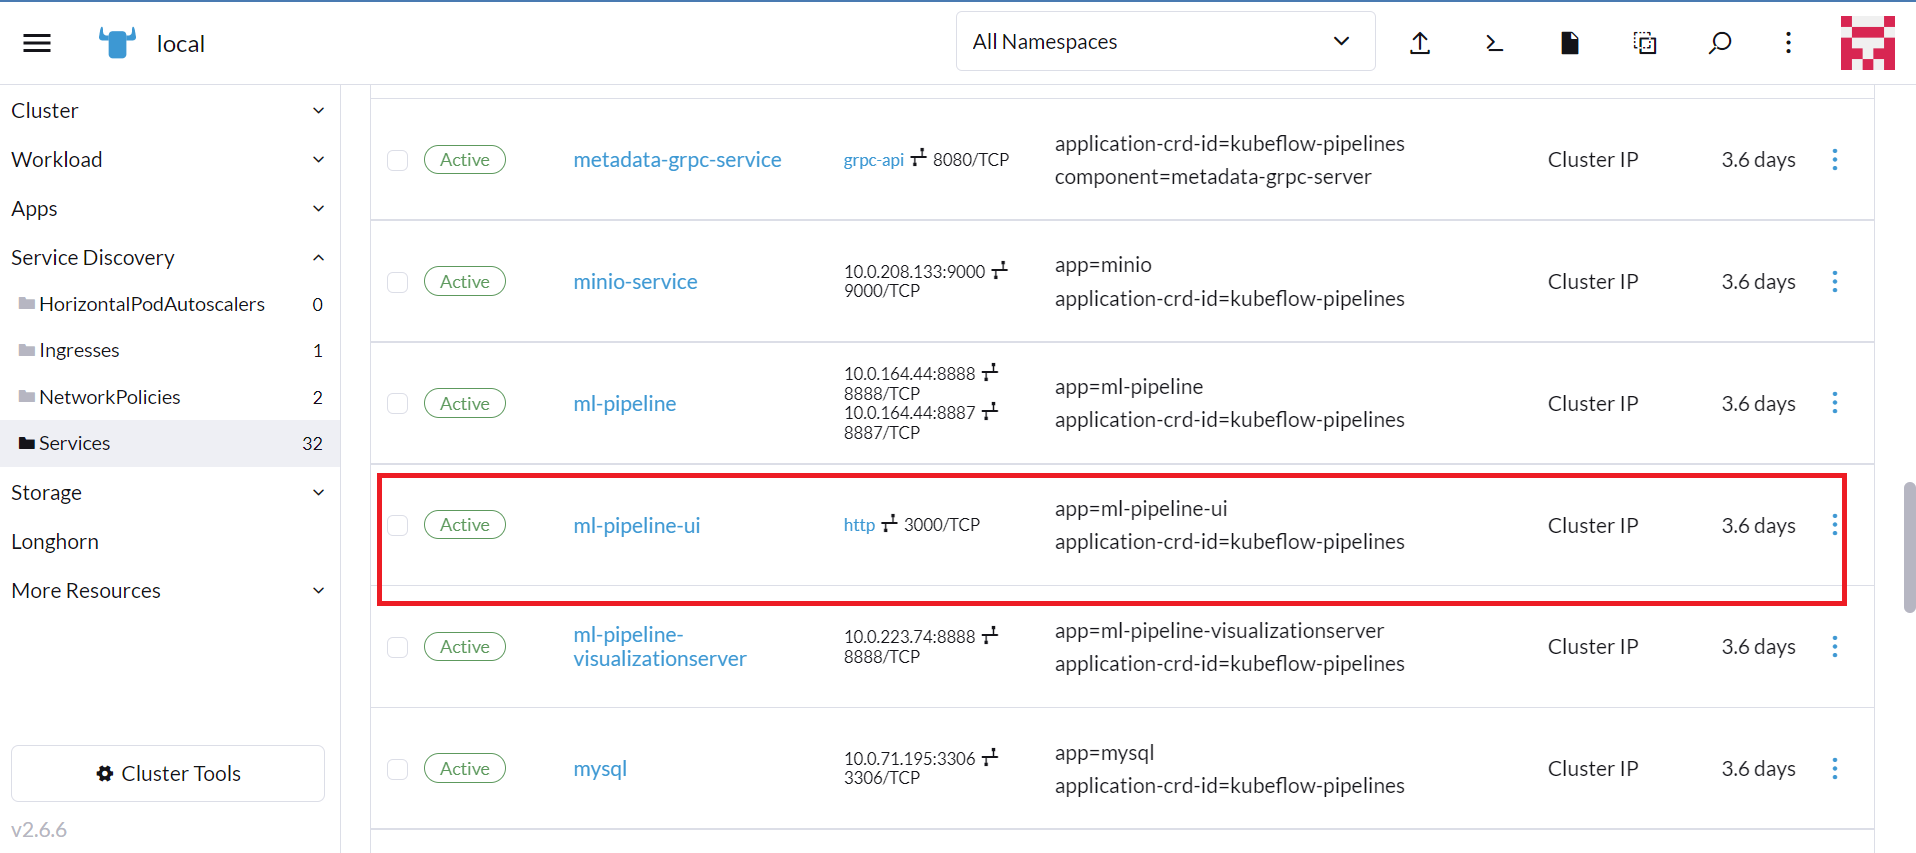 local
All Namespaces
Cluster
Workload
Apps
Service Discovery
HorizontalPodAutoscalers 0
Ingresses 1
NetworkPolicies 2
Services 32
Storage
Longhorn
More Resources
Cluster Tools
v2.6.6
Active metadata-grpc-service grpc-api 8080/TCP application-crd-id=kubeflow-pipelines Cluster IP 3.6 days
component=metadata-grpc-server
Active minio-service 10.0.208.133:9000 app=minio Cluster IP 3.6 days
9000/TCP application-crd-id=kubeflow-pipelines
Active ml-pipeline 10.0.164.44:8888 app=ml-pipeline Cluster IP 3.6 days
8888/TCP application-crd-id=kubeflow-pipelines
10.0.164.44:8887
8887/TCP
Active ml-pipeline-ui http 3000/TCP app=ml-pipeline-ui Cluster IP 3.6 days
application-crd-id=kubeflow-pipelines
Active ml-pipeline- 10.0.223.74:8888 app=ml-pipeline-visualizationserver Cluster IP 3.6 days
visualizationserver 8888/TCP application-crd-id=kubeflow-pipelines
Active mysql 10.0.71.195:3306 app=mysql Cluster IP 3.6 days
3306/TCP application-crd-id=kubeflow-pipelines